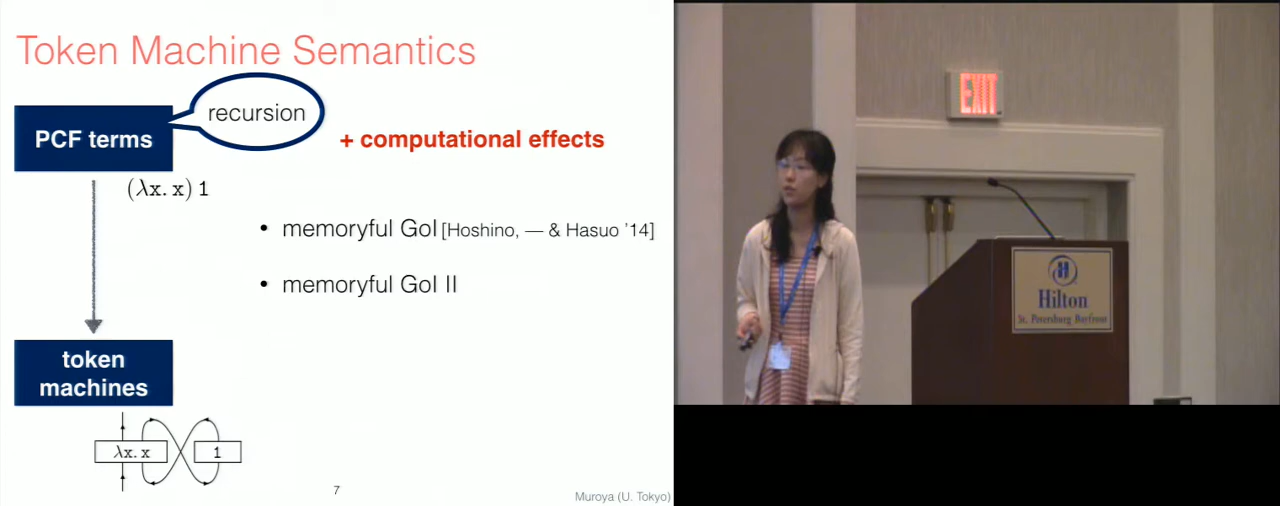 Token Machine Semantics
PCF terms
recursion
+ computational effects
(λx. x) 1
• memoryful GoI [Hoshino, — & Hasuo ’14]
• memoryful GoI II
token
machines
λx. x
1
7
Muroya (U. Tokyo)
EXIT
Hilton
St. Petersburg Bayfront